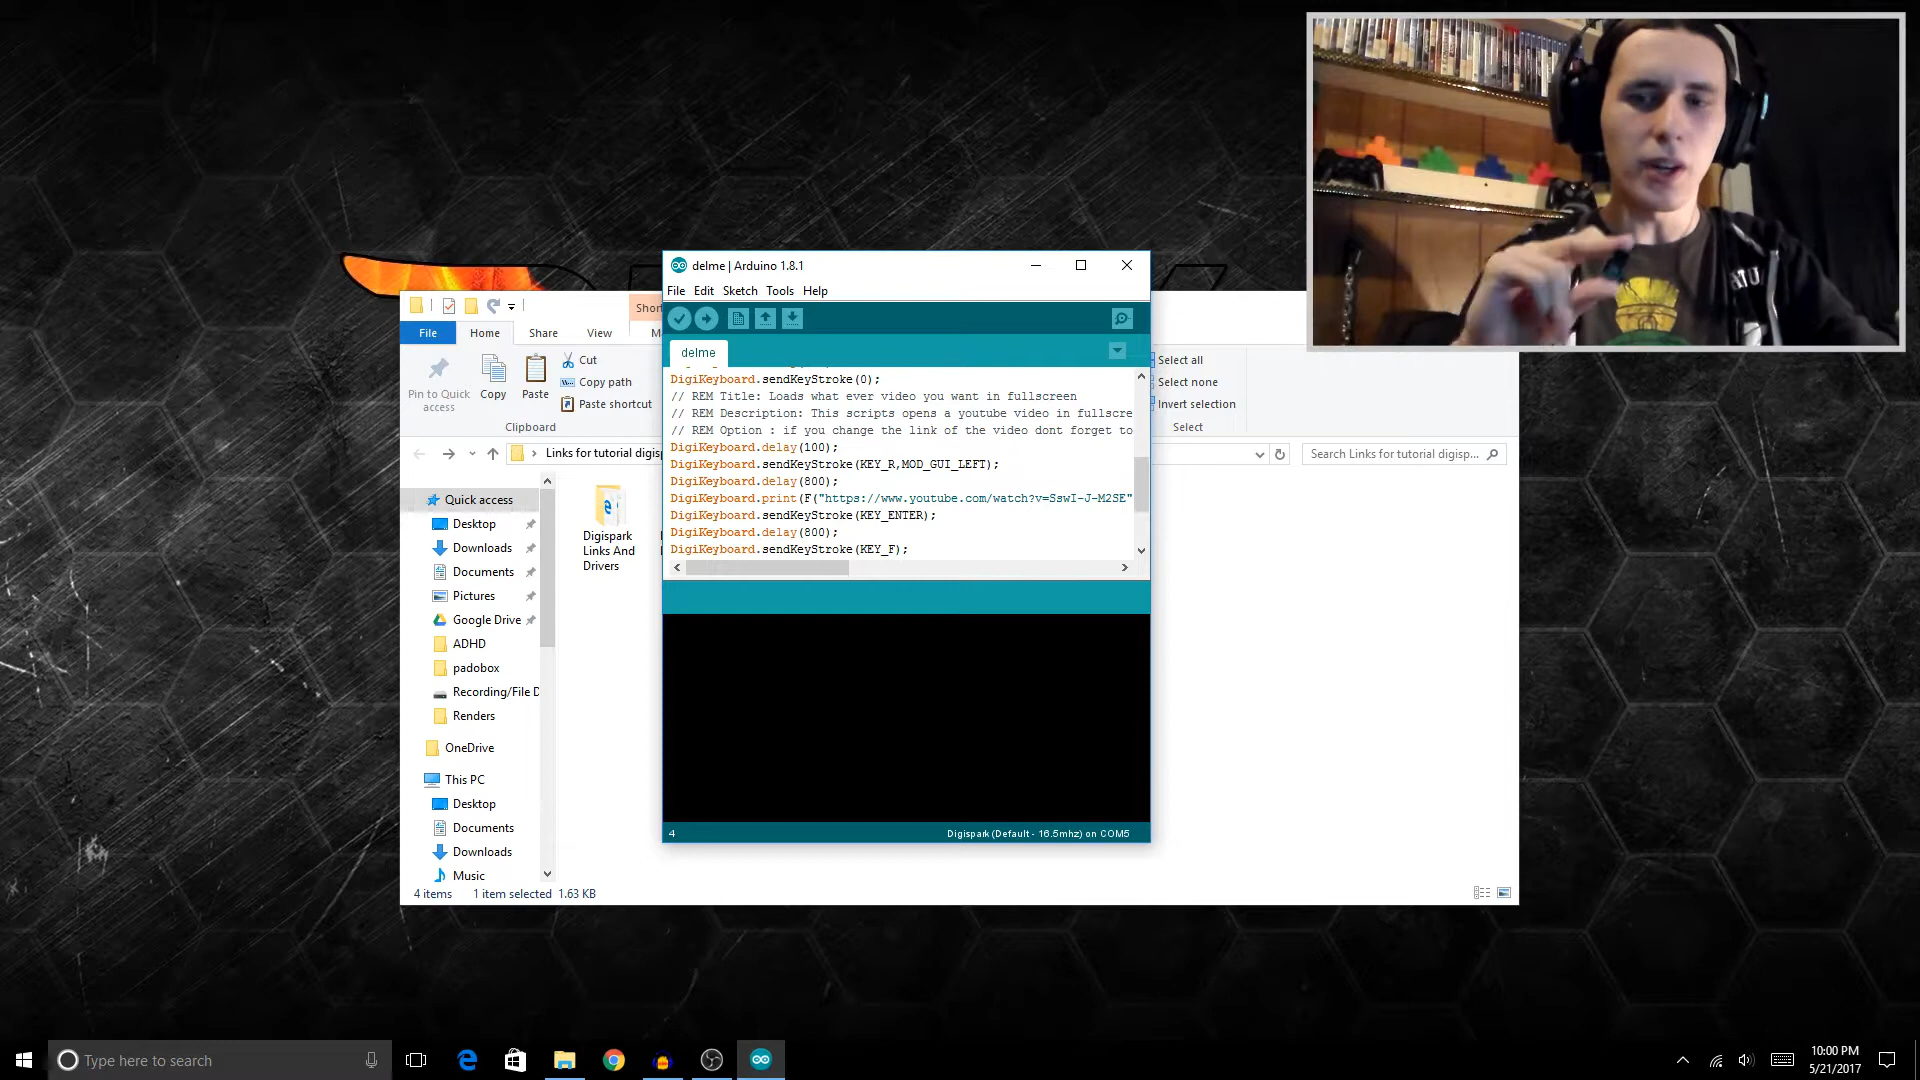 delme | Arduino 1.8.1
File Edit Sketch Tools Help
delme
DigiKeyboard.sendKeyStroke(0);
// REM Title: Loads what ever video you want in fullscreen
// REM Description: This scripts opens a youtube video in fullscre
// REM Option : if you change the link of the video dont forget to
DigiKeyboard.delay(100);
DigiKeyboard.sendKeyStroke(KEY_R,MOD_GUI_LEFT);
DigiKeyboard.delay(800);
DigiKeyboard.print(F("https://www.youtube.com/watch?v=SswI-J-M2SE"
DigiKeyboard.sendKeyStroke(KEY_ENTER);
DigiKeyboard.delay(800);
DigiKeyboard.sendKeyStroke(KEY_F);
4
Digispark (Default - 16.5mhz) on COM5
Short
File Home Share View M
Pin to Quick access
Copy
Paste
Cut
Copy path
Paste shortcut
Clipboard
Select all
Select none
Invert selection
Select
Links for tutorial digisp
Search Links for tutorial digisp...
Quick access
Desktop
Downloads
Documents
Pictures
Google Drive
ADHD
padobox
Recording/File D
Renders
OneDrive
This PC
Desktop
Documents
Downloads
Music
Digispark
Links And
Drivers
4 items 1 item selected 1.63 KB
Type here to search
10:00 PM
5/21/2017